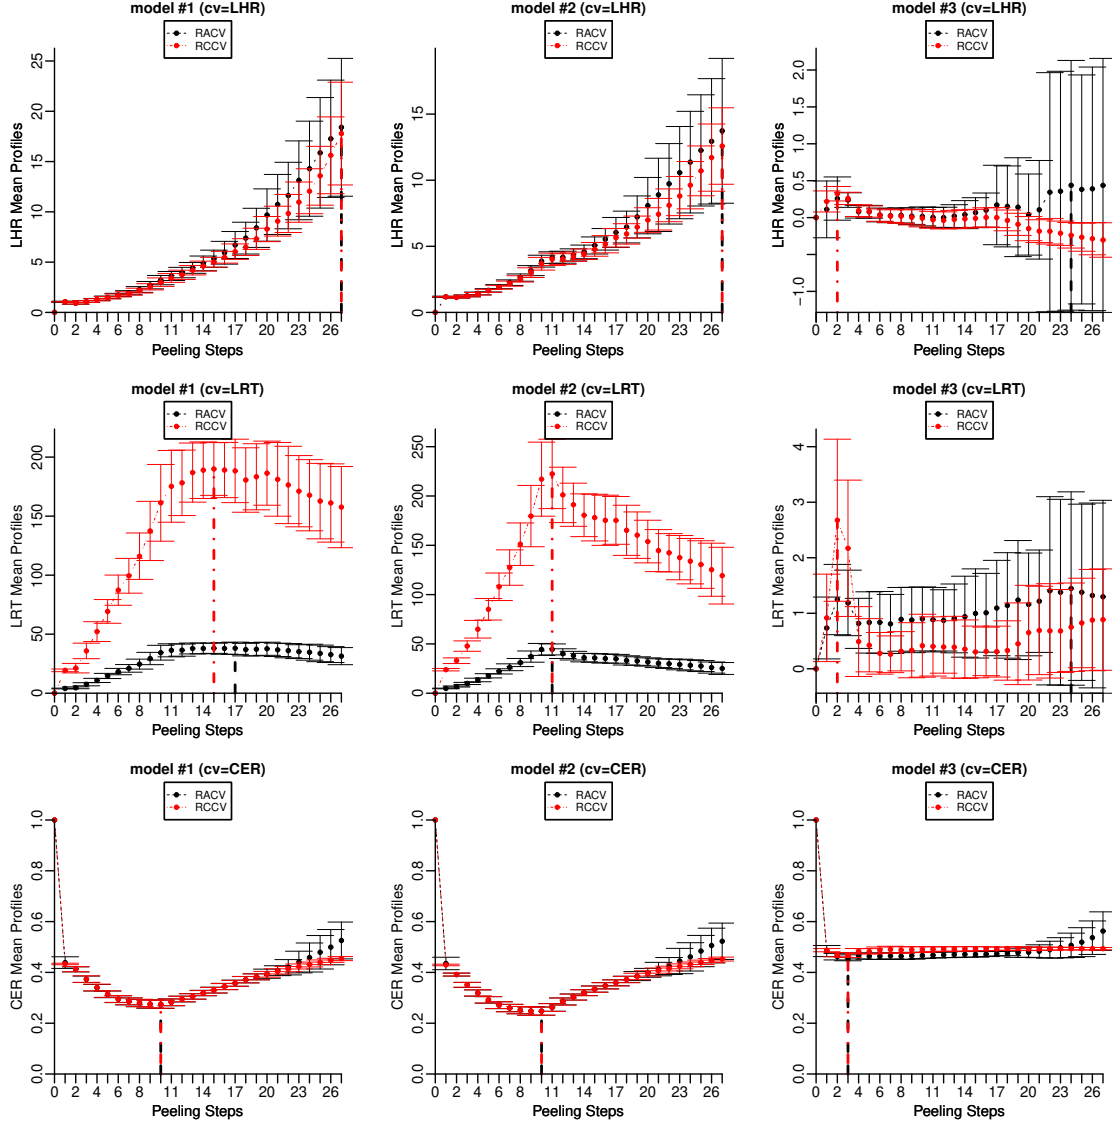 model #1 (cv=LHR)
RACV
RCCV
LHR Mean Profiles
0 5 10 15 20 25
0 2 4 6 8 11 14 17 20 23 26
Peeling Steps
model #2 (cv=LHR)
RACV
RCCV
LHR Mean Profiles
0 5 10 15
0 2 4 6 8 11 14 17 20 23 26
Peeling Steps
model #3 (cv=LHR)
RACV
RCCV
LHR Mean Profiles
−1.0 0.0 0.5 1.0 1.5 2.0
0 2 4 6 8 11 14 17 20 23 26
Peeling Steps
model #1 (cv=LRT)
RACV
RCCV
LRT Mean Profiles
0 50 100 150 200
0 2 4 6 8 11 14 17 20 23 26
Peeling Steps
model #2 (cv=LRT)
RACV
RCCV
LRT Mean Profiles
0 50 100 150 200 250
0 2 4 6 8 11 14 17 20 23 26
Peeling Steps
model #3 (cv=LRT)
RACV
RCCV
LRT Mean Profiles
0 1 2 3 4
0 2 4 6 8 11 14 17 20 23 26
Peeling Steps
model #1 (cv=CER)
RACV
RCCV
CER Mean Profiles
0.0 0.2 0.4 0.6 0.8 1.0
0 2 4 6 8 11 14 17 20 23 26
Peeling Steps
model #2 (cv=CER)
RACV
RCCV
CER Mean Profiles
0.0 0.2 0.4 0.6 0.8 1.0
0 2 4 6 8 11 14 17 20 23 26
Peeling Steps
model #3 (cv=CER)
RACV
RCCV
CER Mean Profiles
0.0 0.2 0.4 0.6 0.8 1.0
0 2 4 6 8 11 14 17 20 23 26
Peeling Steps